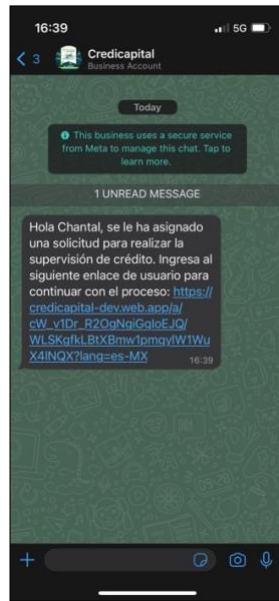 16:39
5G
3
Credicapital
Business Account
Today
This business uses a secure service
from Meta to manage this chat. Tap to
learn more.
1 UNREAD MESSAGE
Hola Chantal, se le ha asignado
una solicitud para realizar la
supervisión de crédito. Ingresa al
siguiente enlace de usuario para
continuar con el proceso: https://
credicapital-dev.web.app/a/
cW_v1Dr_R2OgNqiGgloEJQ/
WLSKgfkLBtXBmw1pmqylW1Wu
X4lNQX?lang=es-MX
16:39